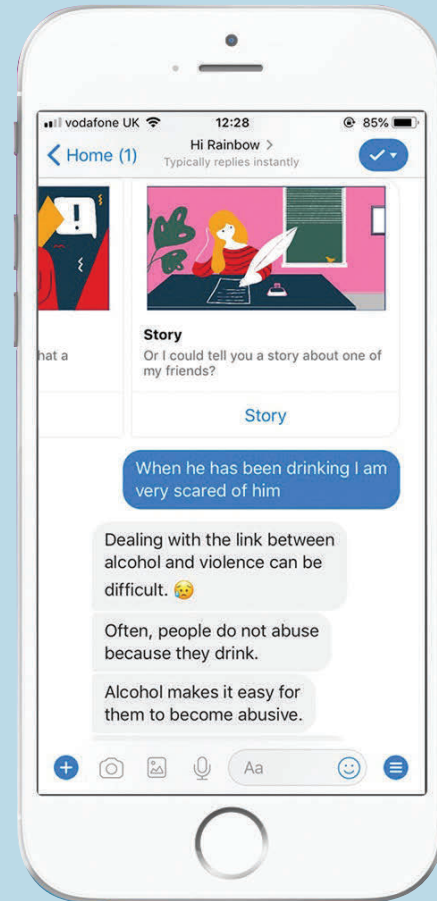 vodafone UK
12:28
85%
Home (1)
Hi Rainbow >
Typically replies instantly
!
hat a
Story
Or I could tell you a story about one of
my friends?
Story
When he has been drinking I am
very scared of him
Dealing with the link between
alcohol and violence can be
difficult. 😥
Often, people do not abuse
because they drink.
Alcohol makes it easy for
them to become abusive.
Aa